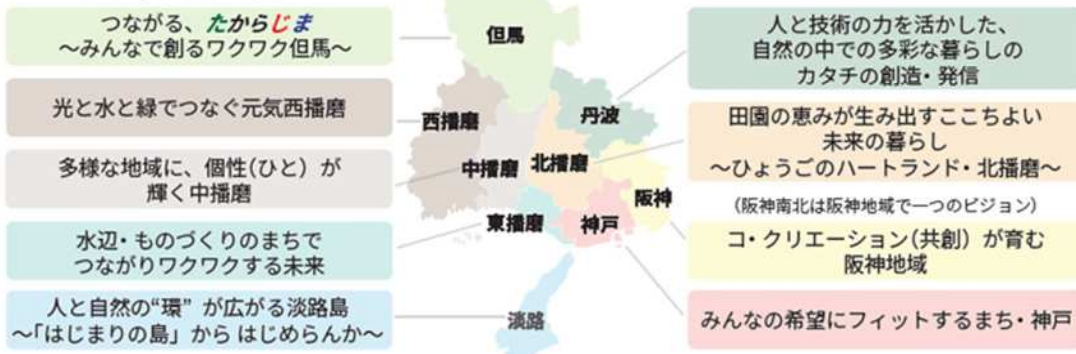 つながる、たからじま
～みんなで創るワクワク但馬～
光と水と緑でつなぐ元気西播磨
多様な地域に、個性(ひと)が
輝く中播磨
水辺・ものづくりのまちで
つながりワクワクする未来
人と自然の“環”が広がる淡路島
～「はじまりの島」から はじめらんか～
但馬
丹波
西播磨
中播磨
北播磨
阪神
東播磨
神戸
淡路
人と技術の力を活かした、
自然の中での多彩な暮らしの
カタチの創造・発信
田園の恵みが生み出すここちよい
未来の暮らし
～ひょうごのハートランド・北播磨～
(阪神南北は阪神地域で一つのビジョン)
コ・クリエーション(共創)が育む
阪神地域
みんなの希望にフィットするまち・神戸